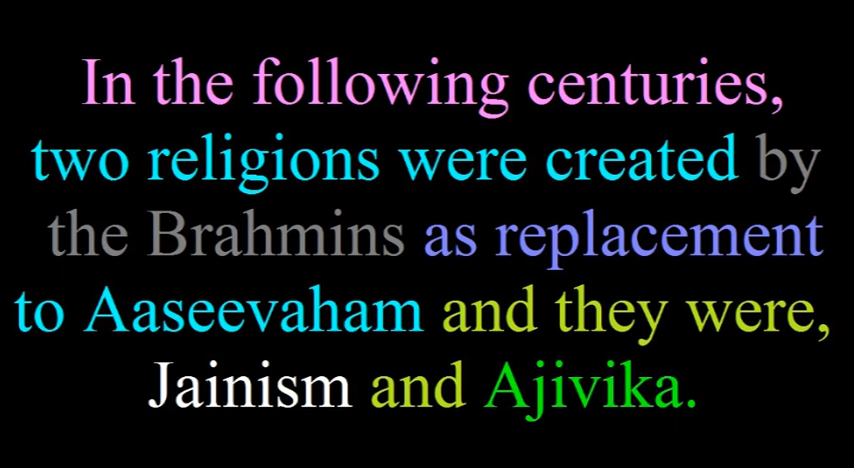 In the following centuries,
two religions were created by
the Brahmins as replacement
to Aaseevaham and they were,
Jainism and Ajivika.